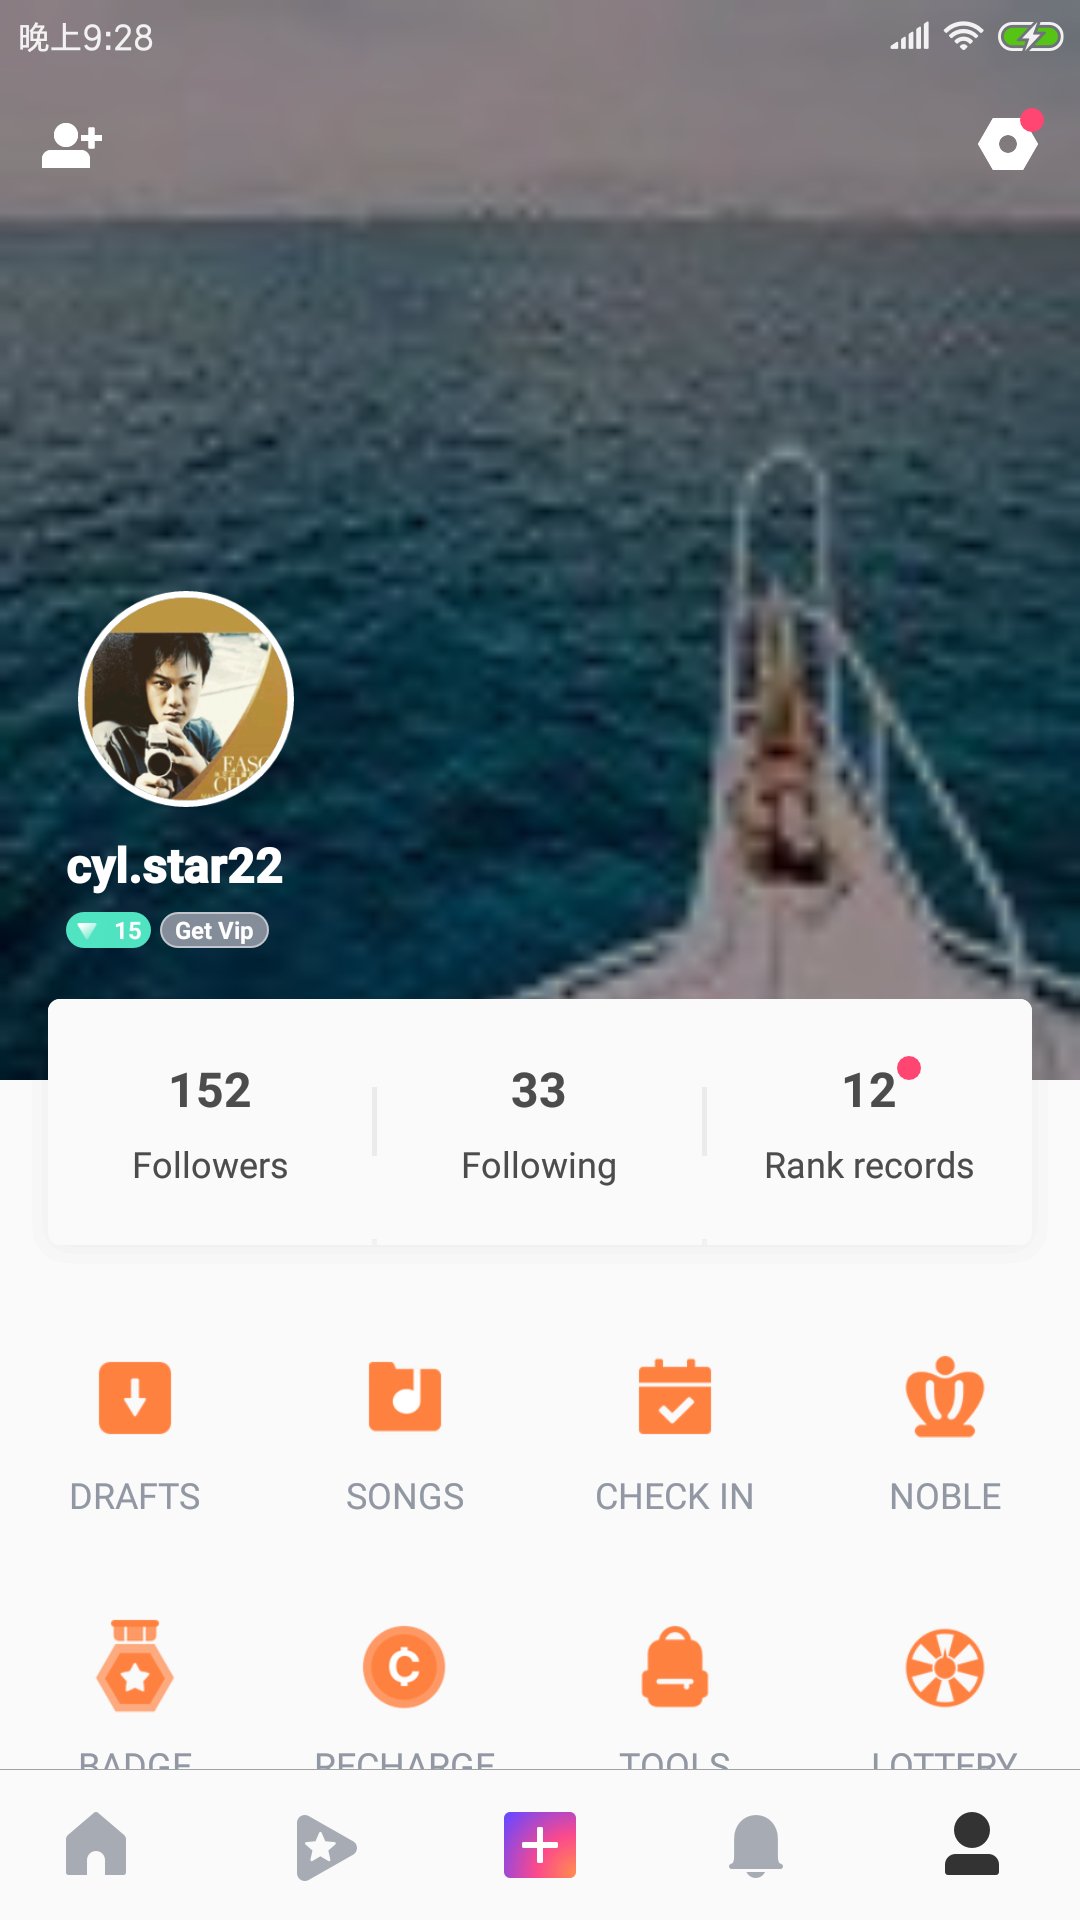 晚上9:28
EASO
cyl.star22
15 Get Vip
152 33 12
Followers Following Rank records
DRAFTS SONGS CHECK IN NOBLE
BADGE RECHARGE TOOLS LOTTERY